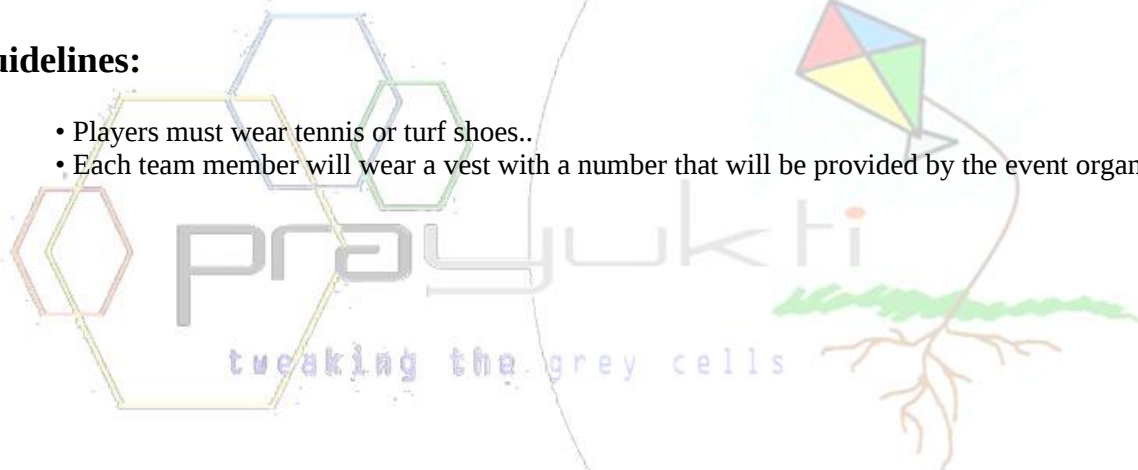 uidelines:
• Players must wear tennis or turf shoes..
• Each team member will wear a vest with a number that will be provided by the event organ
prayukti
tweaking the grey cells